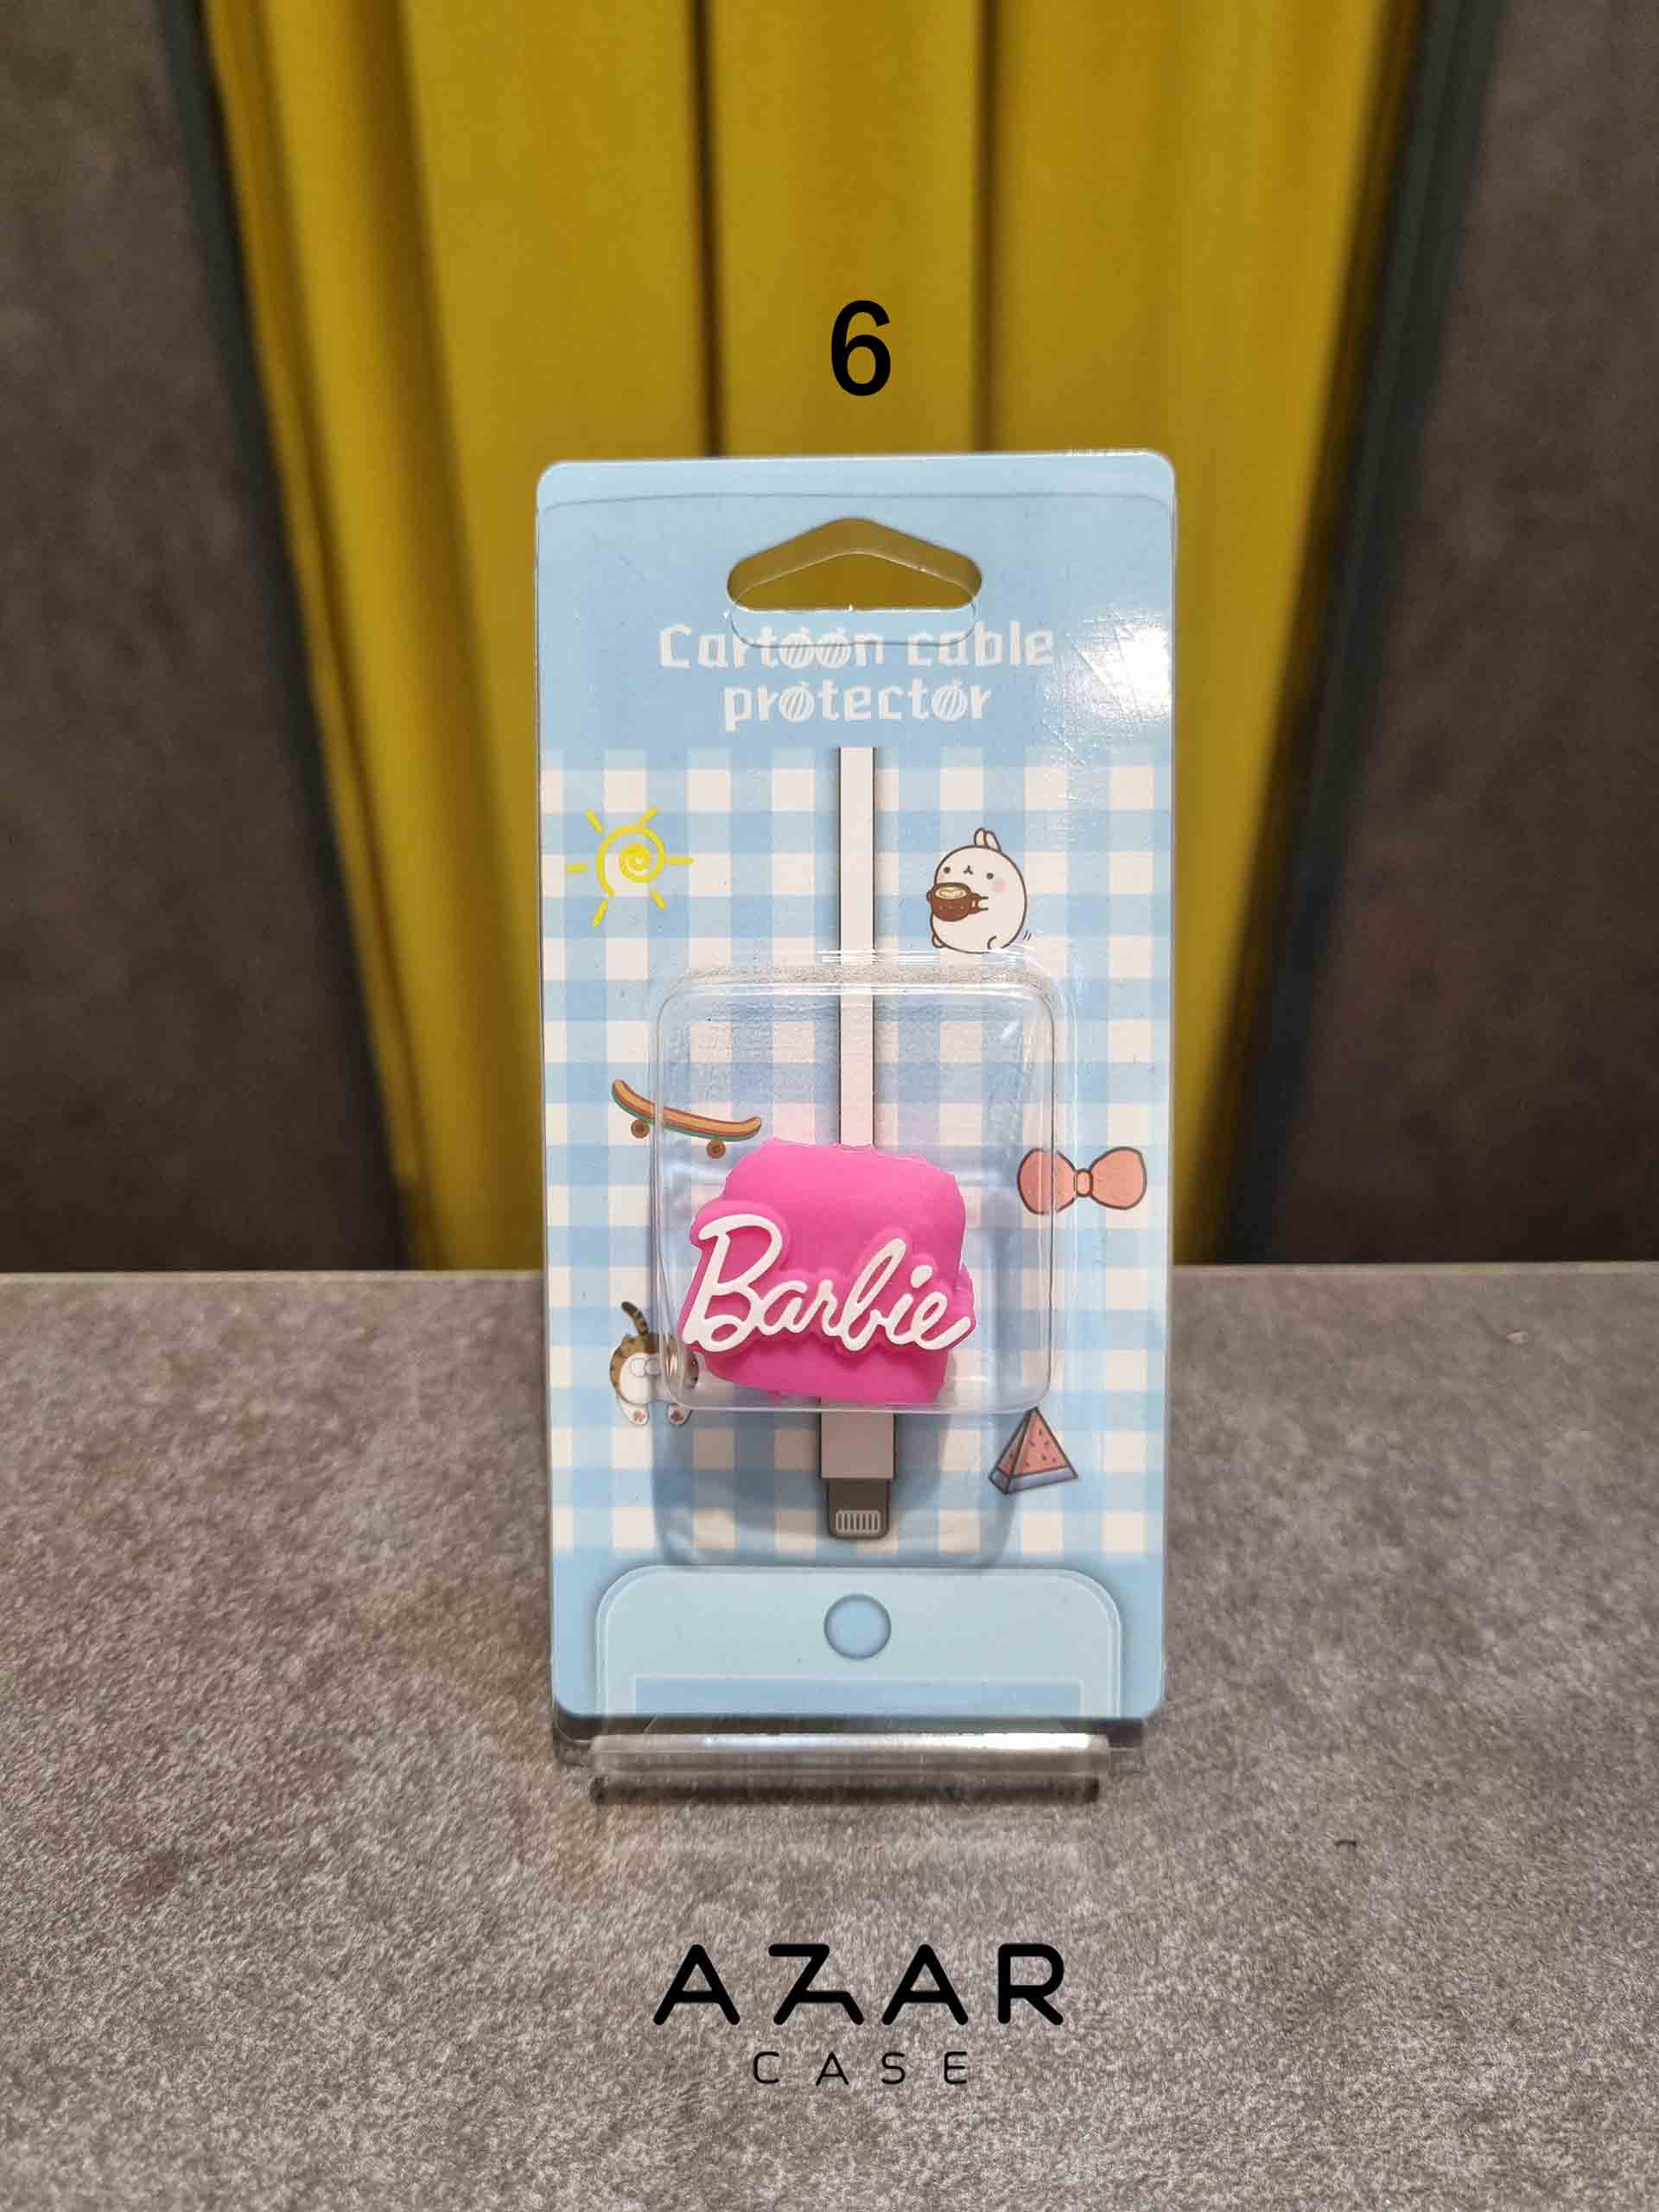 6
Cartoon cable
protector
Barbie
AZAR
CASE